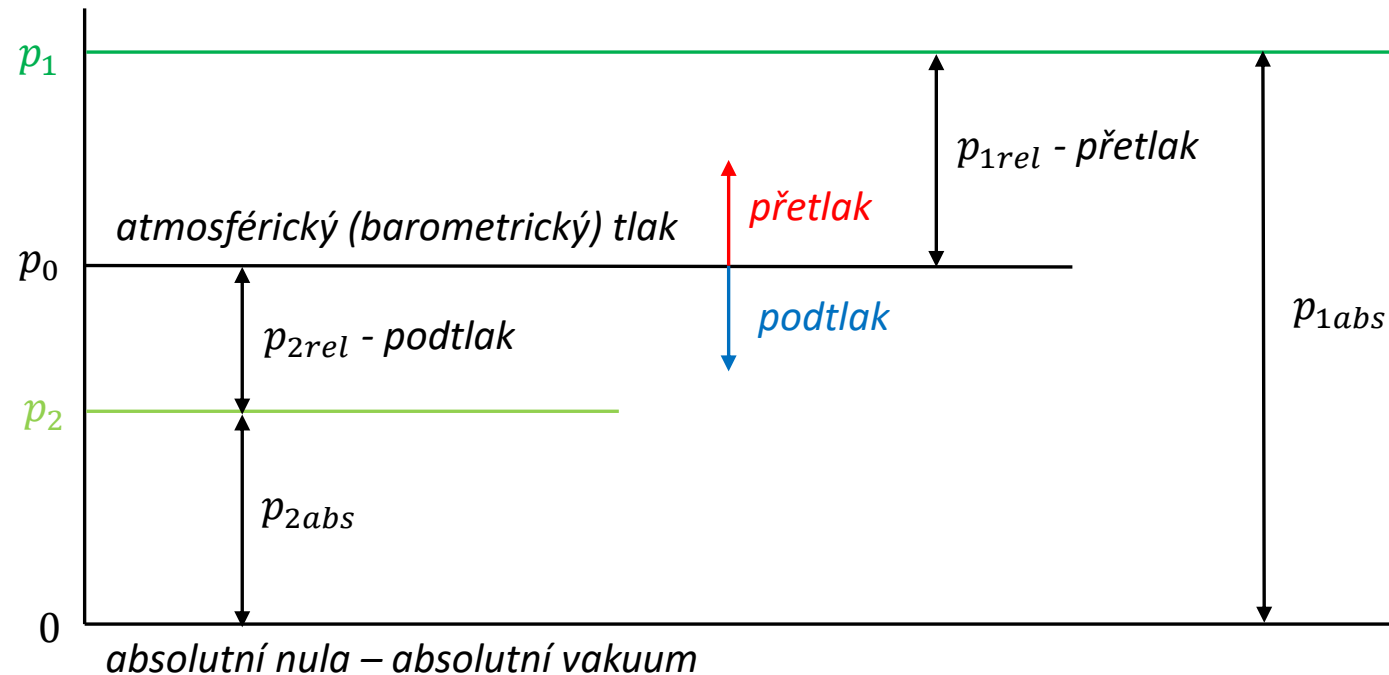 p₁
p₁rel - přetlak
přetlak
atmosférický (barometrický) tlak
p₀
podtlak
p₁abs
p₂rel - podtlak
p₂
p₂abs
0
absolutní nula – absolutní vakuum